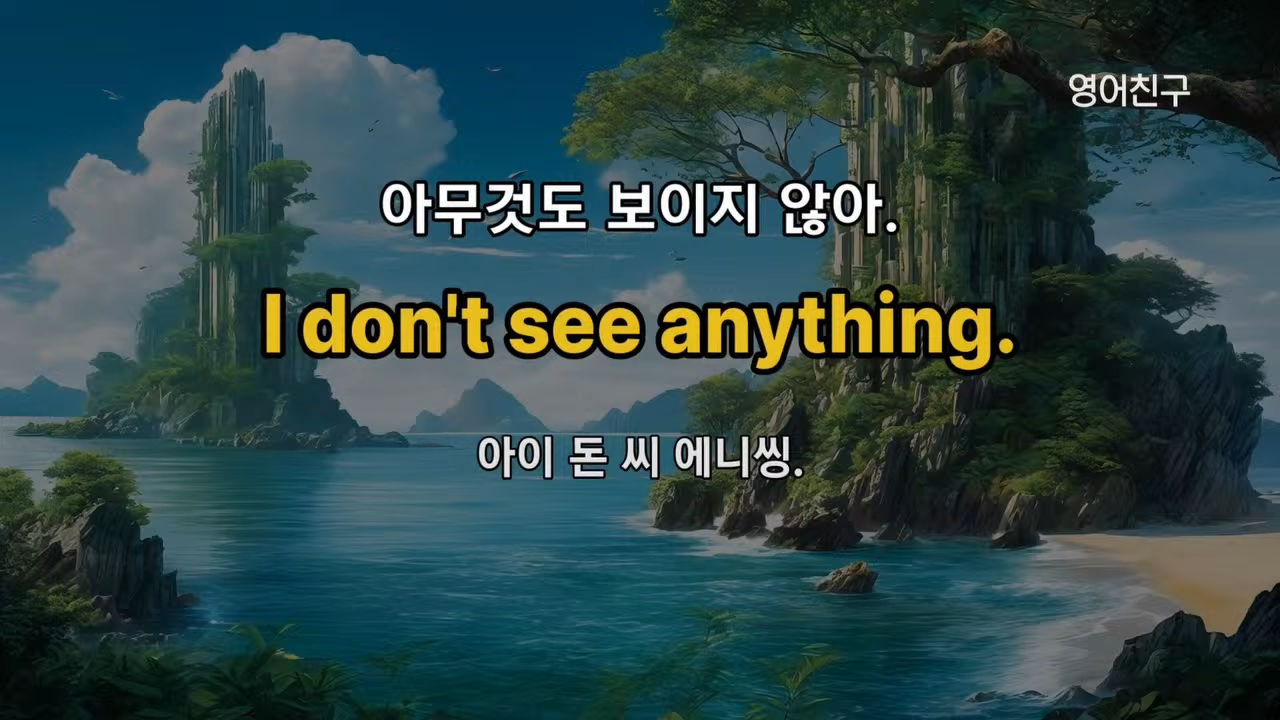 영어친구
아무것도 보이지 않아.
I don't see anything.
아이 돈 씨 에니씽.